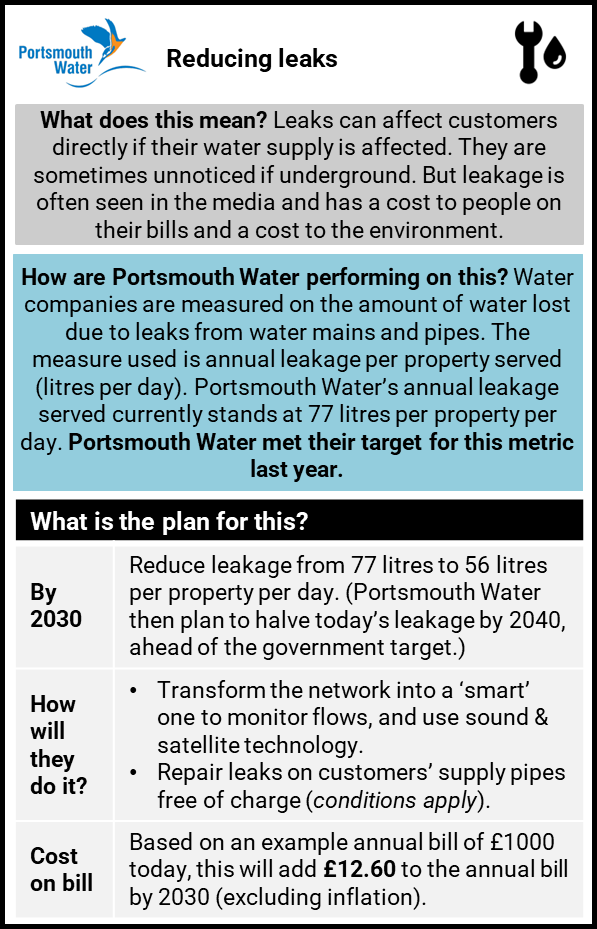 Portsmouth
Water
Reducing leaks
What does this mean? Leaks can affect customers
directly if their water supply is affected. They are
sometimes unnoticed if underground. But leakage is
often seen in the media and has a cost to people on
their bills and a cost to the environment.
How are Portsmouth Water performing on this? Water
companies are measured on the amount of water lost
due to leaks from water mains and pipes. The
measure used is annual leakage per property served
(litres per day). Portsmouth Water’s annual leakage
served currently stands at 77 litres per property per
day. Portsmouth Water met their target for this metric
last year.
What is the plan for this?
By
2030
Reduce leakage from 77 litres to 56 litres
per property per day. (Portsmouth Water
then plan to halve today’s leakage by 2040,
ahead of the government target.)
How
will
they
do it?
• Transform the network into a ‘smart’
one to monitor flows, and use sound &
satellite technology.
• Repair leaks on customers’ supply pipes
free of charge (conditions apply).
Cost
on bill
Based on an example annual bill of £1000
today, this will add £12.60 to the annual bill
by 2030 (excluding inflation).